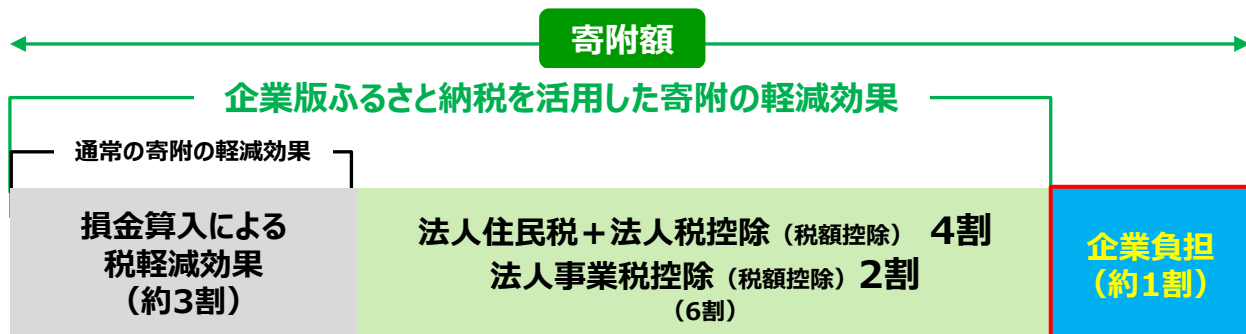 寄附額
企業版ふるさと納税を活用した寄附の軽減効果
通常の寄附の軽減効果
損金算入による
税軽減効果
（約3割）
法人住民税＋法人税控除（税額控除） 4割
法人事業税控除（税額控除）2割
（6割）
企業負担
（約1割）